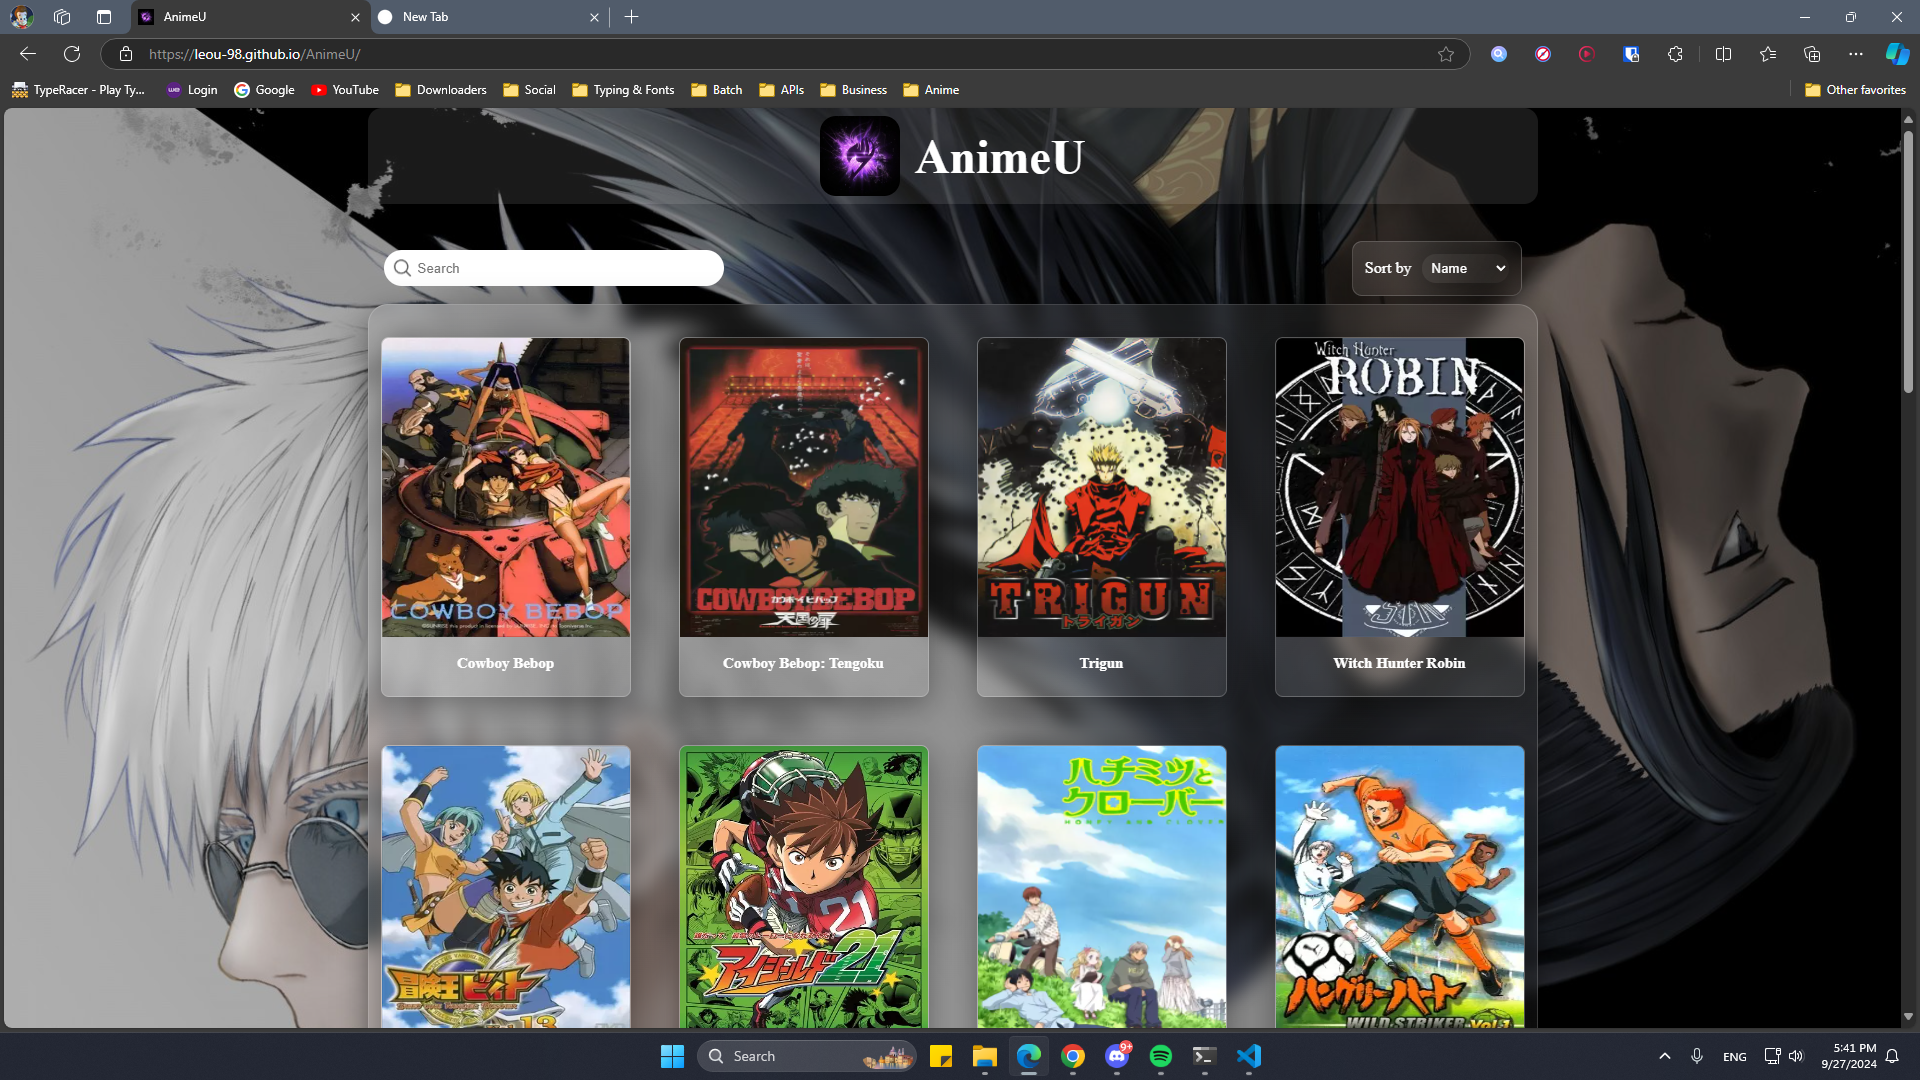 AnimeU
New Tab
https://leou-98.github.io/AnimeU/
TypeRacer - Play Ty...
Login
Google
YouTube
Downloaders
Social
Typing & Fonts
Batch
APIs
Business
Anime
Other favorites
AnimeU
Search
Sort by
Name
COWBOY BEBOP
カウボーイビバップ
COWBOY BEBOP
天国の扉
TRIGUN
トライガン
Witch Hunter
ROBIN
Cowboy Bebop
Cowboy Bebop: Tengoku
Trigun
Witch Hunter Robin
冒険王ビィト
13
アイシールド21
21
ハチミツと
クローバー
HONEY AND CLOVER
ハングリーハート
WILD STRIKER Vol.1
Search
9+
ENG
5:41 PM
9/27/2024